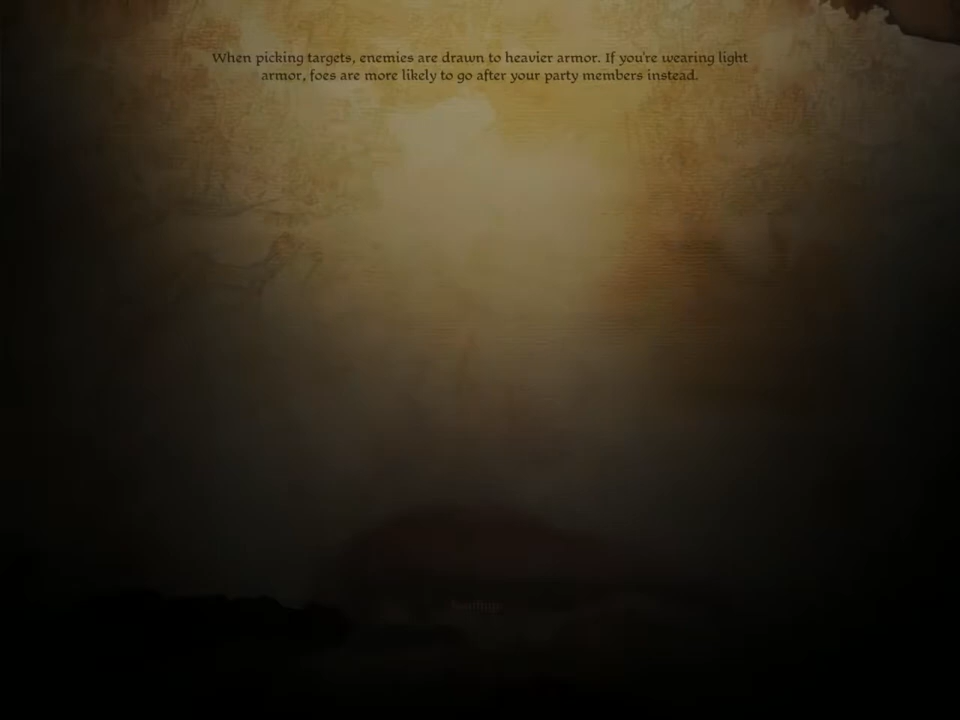 When picking targets, enemies are drawn to heavier armor. If you're wearing light
armor, foes are more likely to go after your party members instead.